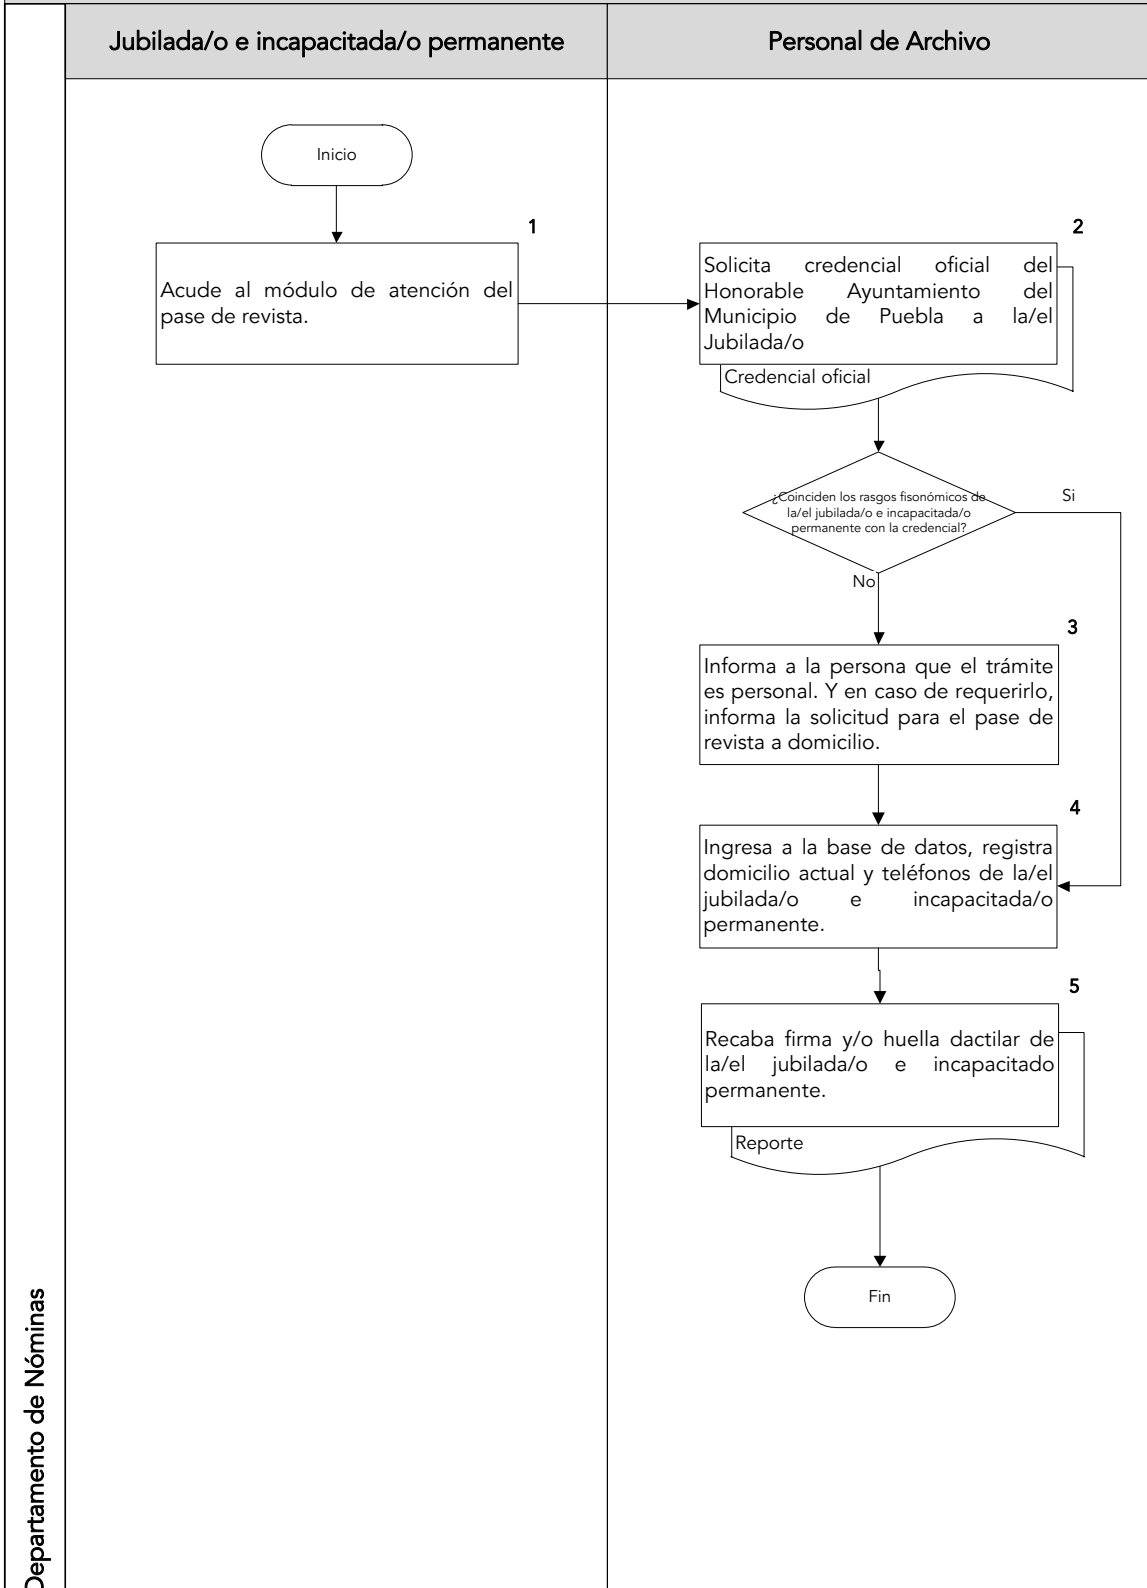 Jubilada/o e incapacitada/o permanente
Personal de Archivo
Inicio
1
Acude al módulo de atención del
pase de revista.
2
Solicita credencial oficial del
Honorable Ayuntamiento del
Municipio de Puebla a la/el
Jubilada/o
Credencial oficial
¿Coinciden los rasgos fisonómicos de
la/el jubilada/o e incapacitada/o
permanente con la credencial?
Si
No
3
Informa a la persona que el trámite
es personal. Y en caso de requerirlo,
informa la solicitud para el pase de
revista a domicilio.
4
Ingresa a la base de datos, registra
domicilio actual y teléfonos de la/el
jubilada/o e incapacitada/o
permanente.
5
Recaba firma y/o huella dactilar de
la/el jubilada/o e incapacitado
permanente.
Reporte
Fin
Departamento de Nóminas